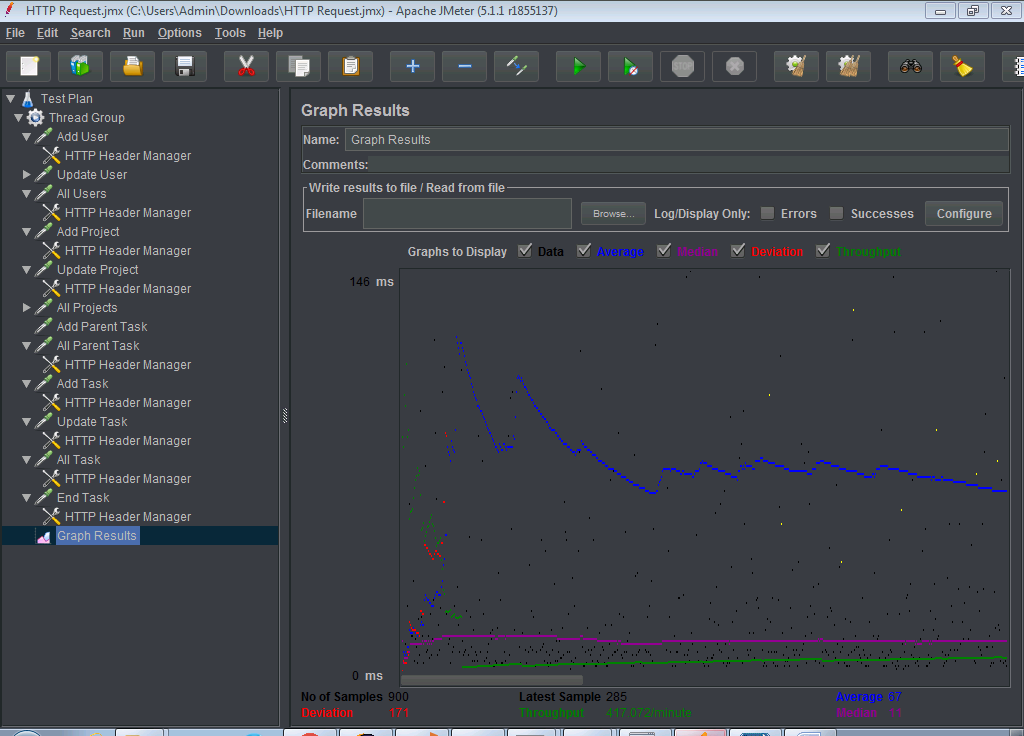 HTTP Request.jmx (C:\Users\Admin\Downloads\HTTP Request.jmx) - Apache JMeter (5.1.1 r1855137)
File Edit Search Run Options Tools Help
STOP
Test Plan
Thread Group
Add User
HTTP Header Manager
Update User
All Users
HTTP Header Manager
Add Project
HTTP Header Manager
Update Project
HTTP Header Manager
All Projects
Add Parent Task
All Parent Task
HTTP Header Manager
Add Task
HTTP Header Manager
Update Task
HTTP Header Manager
All Task
HTTP Header Manager
End Task
HTTP Header Manager
Graph Results
Graph Results
Name: Graph Results
Comments:
Write results to file / Read from file
Filename Browse... Log/Display Only: Errors Successes Configure
Graphs to Display Data Average Median Deviation Throughput
146 ms
0 ms
No of Samples 900 Latest Sample 285 Average 67
Deviation 171 Throughput 417.072/minute Median